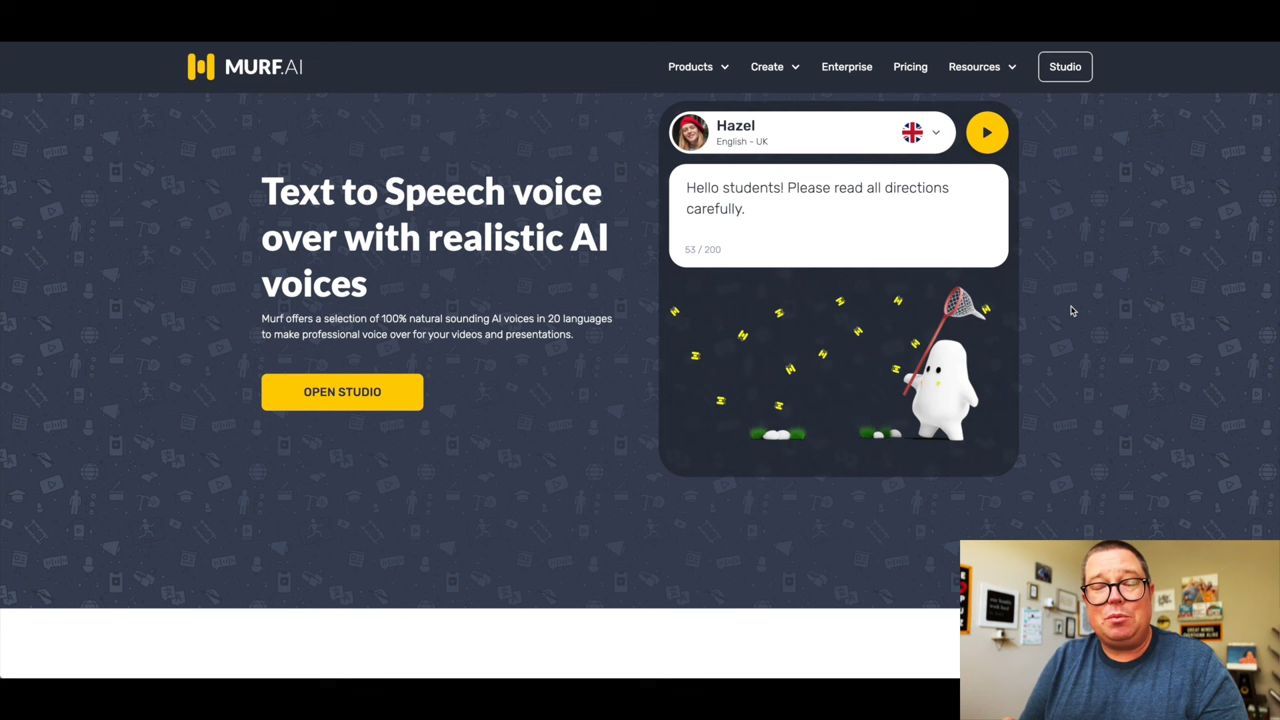 MURF.AI
Products
Create
Enterprise
Pricing
Resources
Studio
Text to Speech voice
over with realistic AI
voices
Murf offers a selection of 100% natural sounding AI voices in 20 languages
to make professional voice over for your videos and presentations.
OPEN STUDIO
Hazel
English - UK
Hello students! Please read all directions
carefully.
53 / 200